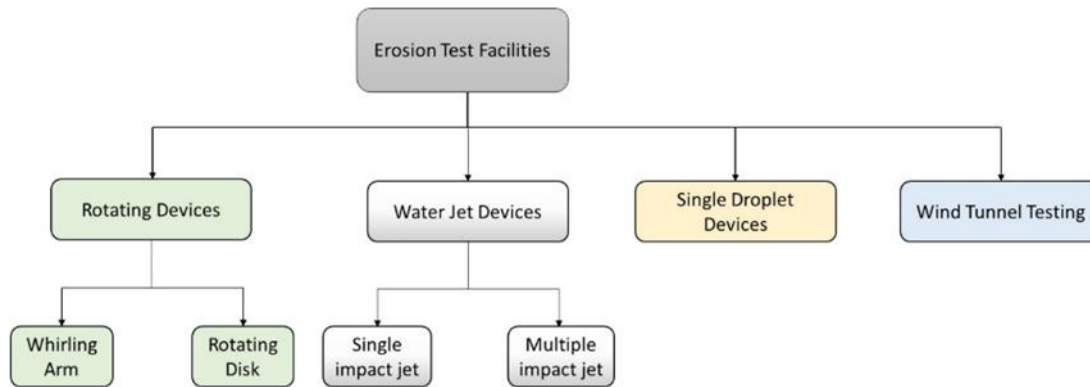 Erosion Test Facilities
Rotating Devices
Water Jet Devices
Single Droplet
Devices
Wind Tunnel Testing
Whirling
Arm
Rotating
Disk
Single
impact jet
Multiple
impact jet